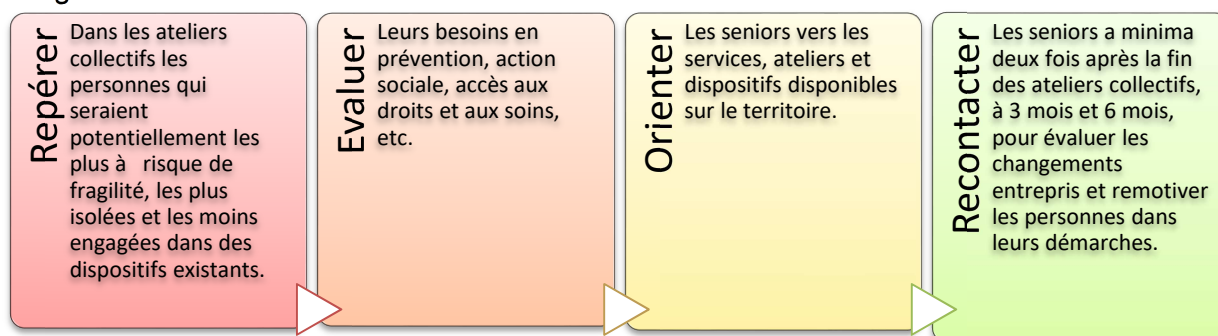 Repérer
Dans les ateliers
collectifs les
personnes qui
seraient
potentiellement les
plus à risque de
fragilité, les plus
isolées et les moins
engagées dans des
dispositifs existants.
Evaluer
Leurs besoins en
prévention, action
sociale, accès aux
droits et aux soins,
etc.
Orienter
Les seniors vers les
services, ateliers et
dispositifs disponibles
sur le territoire.
Recontacter
Les seniors a minima
deux fois après la fin
des ateliers collectifs,
à 3 mois et 6 mois,
pour évaluer les
changements
entrepris et remotiver
les personnes dans
leurs démarches.